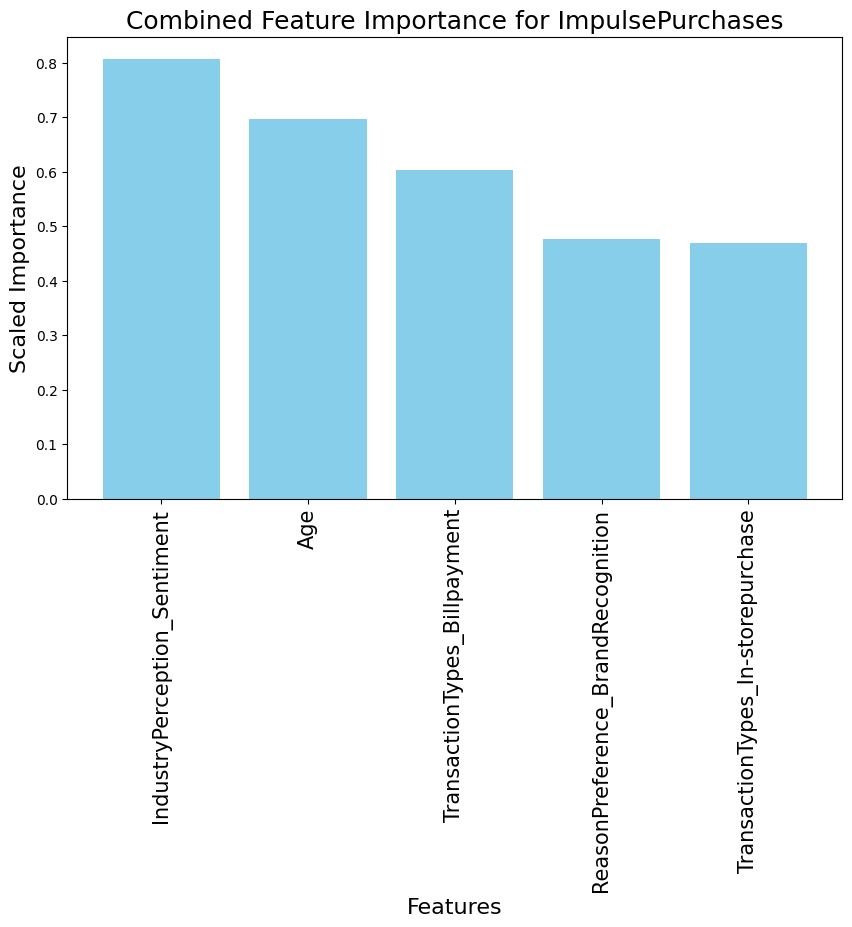 Combined Feature Importance for ImpulsePurchases
Scaled Importance
0.8
0.7
0.6
0.5
0.4
0.3
0.2
0.1
0.0
IndustryPerception_Sentiment
Age
TransactionTypes_Billpayment
ReasonPreference_BrandRecognition
TransactionTypes_In-storepurchase
Features